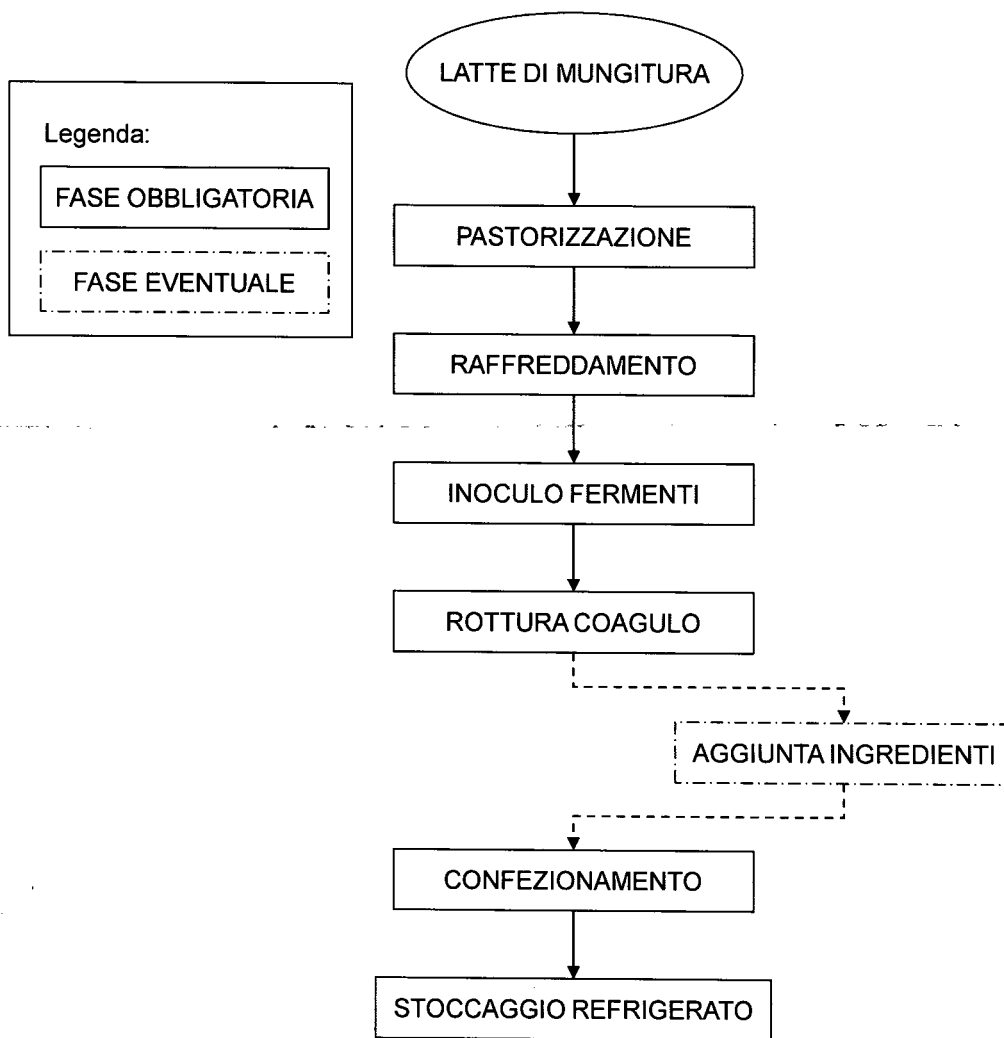 LATTE DI MUNGITURA
Legenda:
FASE OBBLIGATORIA
FASE EVENTUALE
PASTORIZZAZIONE
RAFFREDDAMENTO
INOCULO FERMENTI
ROTTURA COAGULO
AGGIUNTA INGREDIENTI
CONFEZIONAMENTO
STOCCAGGIO REFRIGERATO